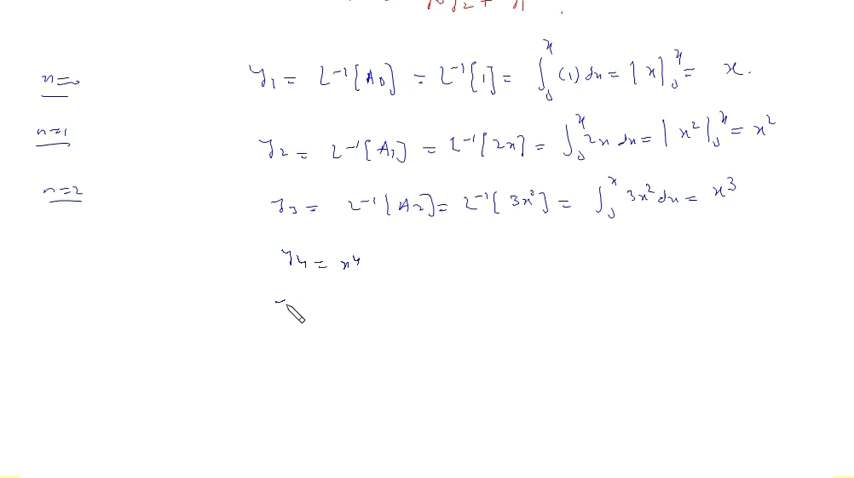 n=0 y₁ = L⁻¹[A₀] = L⁻¹[1] = ∫₀ˣ (1) dx = |x|₀ˣ = x.
n=1 y₂ = L⁻¹[A₁] = L⁻¹[2x] = ∫₀ˣ 2x dx = |x²|₀ˣ = x²
n=2 y₃ = L⁻¹[A₂] = L⁻¹[3x²] = ∫₀ˣ 3x² dx = x³
y₄ = x⁴